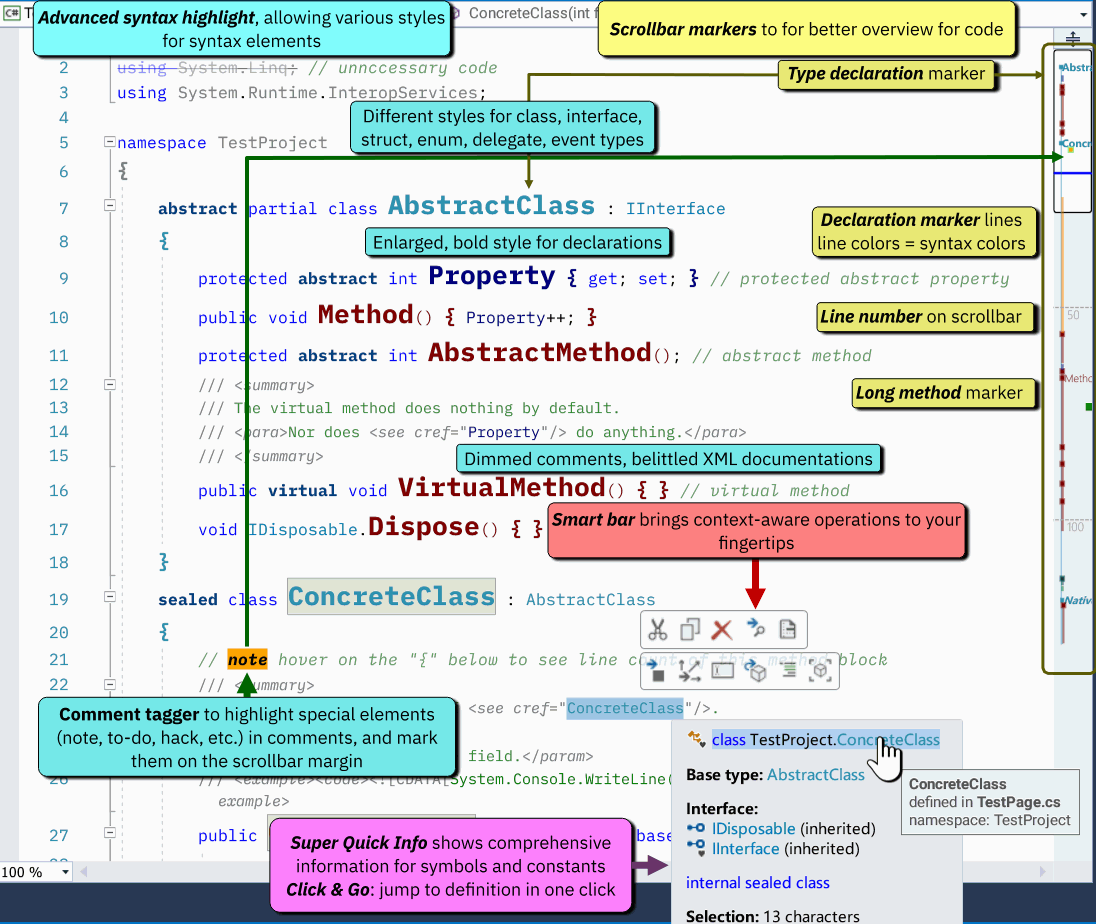 C# T
ConcreteClass(int f
Advanced syntax highlight, allowing various styles
for syntax elements
Scrollbar markers to for better overview for code
2 using System.Linq; // unnccessary code
Type declaration marker
Abstra
3 using System.Runtime.InteropServices;
4
Different styles for class, interface,
struct, enum, delegate, event types
5 namespace TestProject
Concr
6 {
7 abstract partial class AbstractClass : IInterface
Declaration marker lines
line colors = syntax colors
8 {
Enlarged, bold style for declarations
9 protected abstract int Property { get; set; } // protected abstract property
10 public void Method() { Property++; }
Line number on scrollbar
50
11 protected abstract int AbstractMethod(); // abstract method
12 /// <summary>
Long method marker
Metho
13 /// The virtual method does nothing by default.
14 /// <para>Nor does <see cref="Property"/> do anything.</para>
15 /// </summary>
Dimmed comments, belittled XML documentations
16 public virtual void VirtualMethod() { } // virtual method
17 void IDisposable.Dispose() { }
Smart bar brings context-aware operations to your
fingertips
100
18 }
19 sealed class ConcreteClass : AbstractClass
Nativ
20 {
21 // note hover on the "{" below to see line count of this method block
22 /// <summary>
<see cref="ConcreteClass"/>.
Comment tagger to highlight special elements
(note, to-do, hack, etc.) in comments, and mark
them on the scrollbar margin
class TestProject.ConcreteClass
field.</param>
26 /// <example><code><![CDATA[System.Console.WriteLine(
example>
Base type: AbstractClass
ConcreteClass
defined in TestPage.cs
namespace: TestProject
Interface:
IDisposable (inherited)
IInterface (inherited)
27 public
base
Super Quick Info shows comprehensive
information for symbols and constants
Click & Go: jump to definition in one click
100 %
internal sealed class
Selection: 13 characters